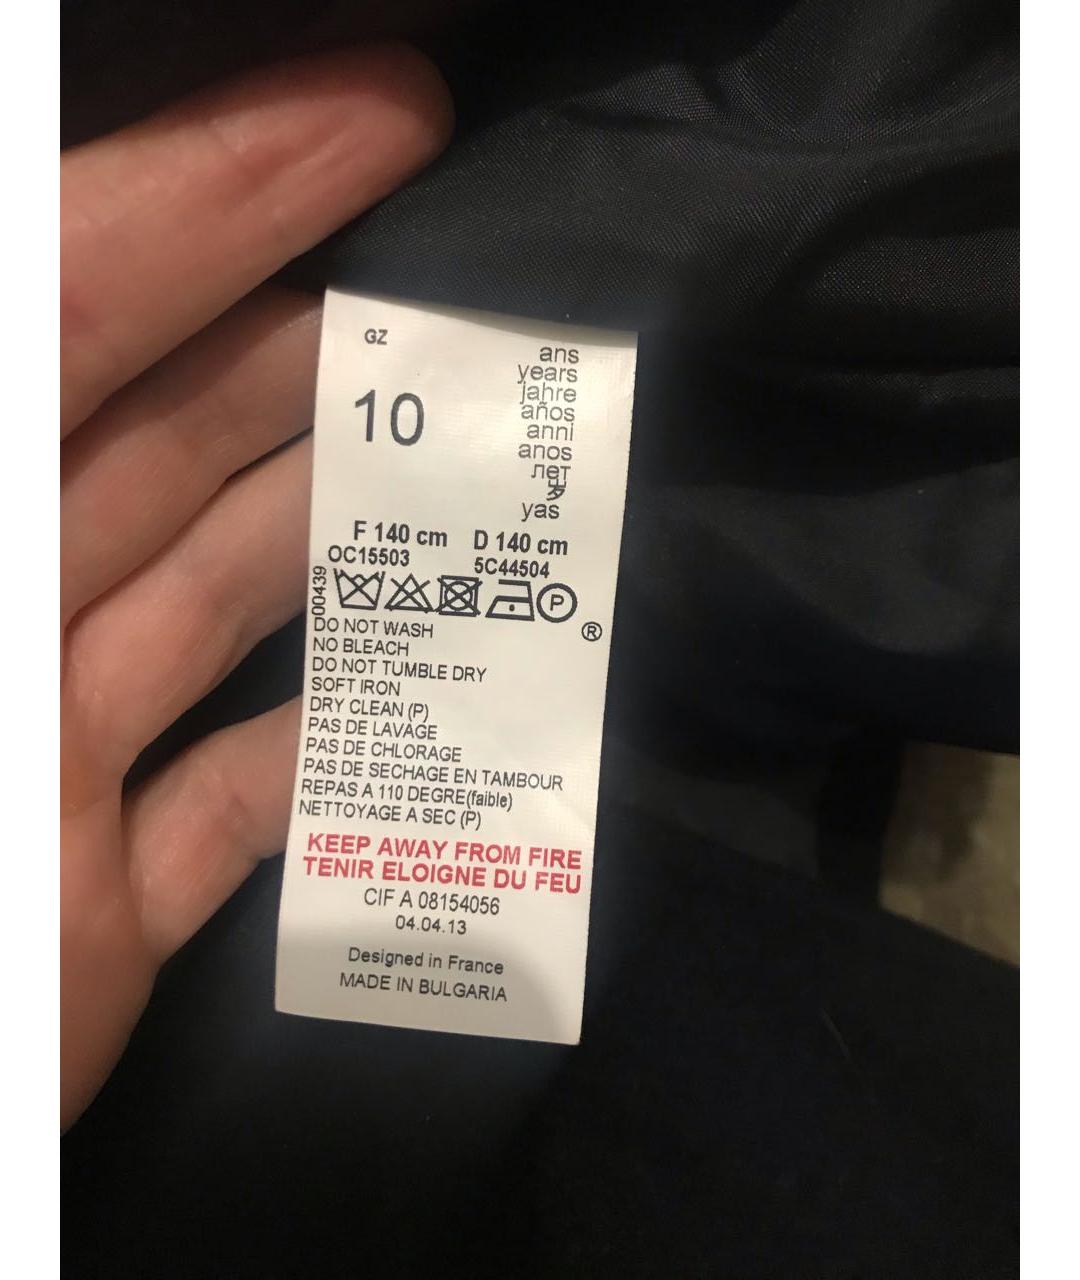 GZ
10
ans
years
jahre
años
anni
anos
лет
岁
yas
F 140 cm D 140 cm
OC15503 5C44504
00439
P
®
DO NOT WASH
NO BLEACH
DO NOT TUMBLE DRY
SOFT IRON
DRY CLEAN (P)
PAS DE LAVAGE
PAS DE CHLORAGE
PAS DE SECHAGE EN TAMBOUR
REPAS A 110 DEGRE(faible)
NETTOYAGE A SEC (P)
KEEP AWAY FROM FIRE
TENIR ELOIGNE DU FEU
CIF A 08154056
04.04.13
Designed in France
MADE IN BULGARIA